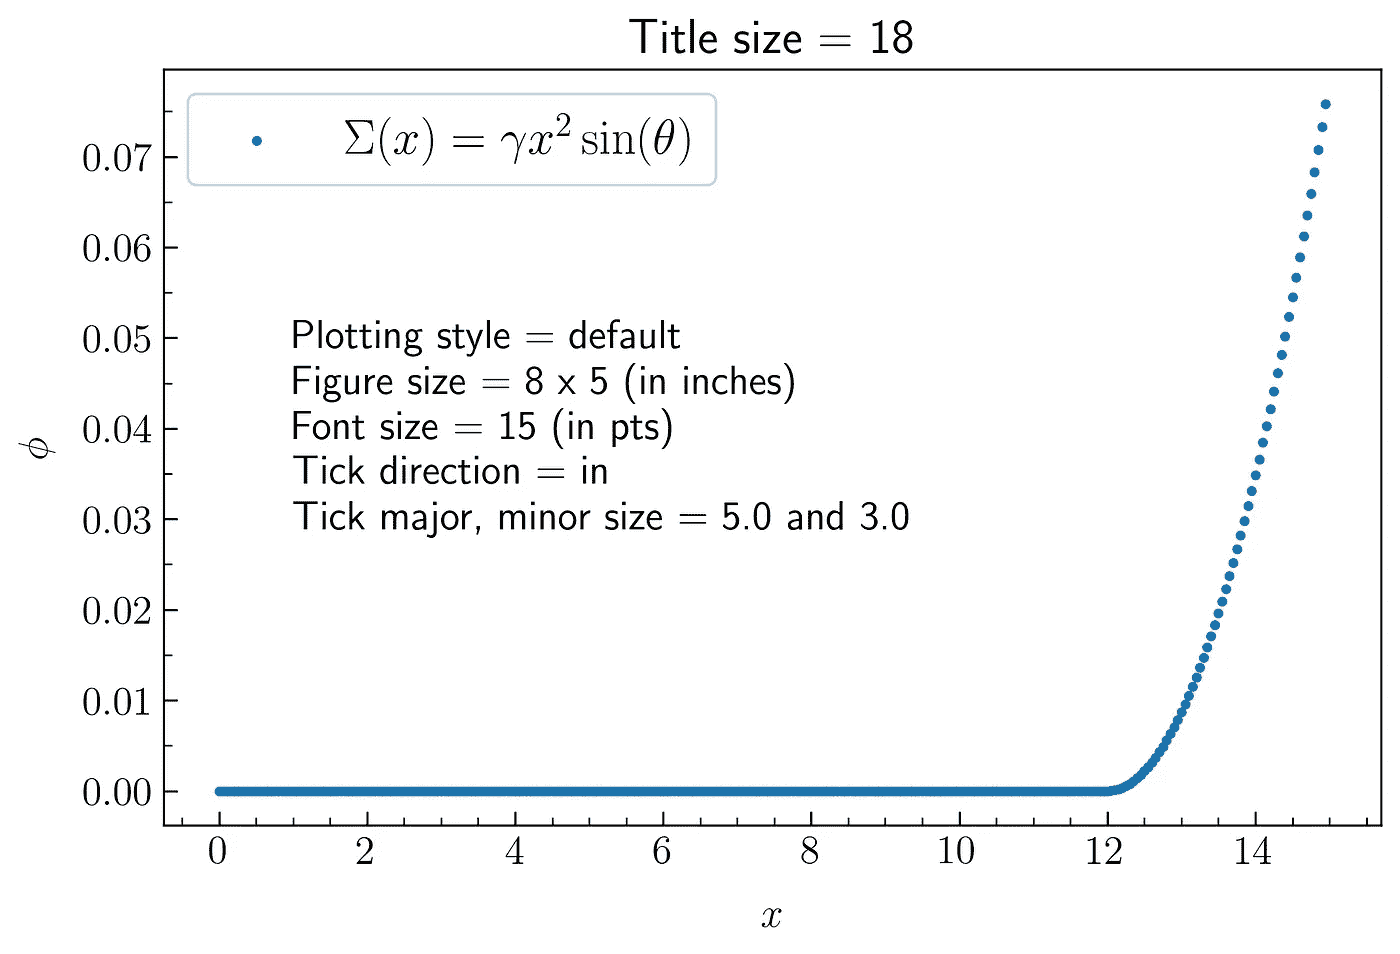 Title size = 18
Σ(x) = γx² sin(θ)
0.07
0.06
0.05
0.04
0.03
0.02
0.01
0.00
ϕ
Plotting style = default
Figure size = 8 x 5 (in inches)
Font size = 15 (in pts)
Tick direction = in
Tick major, minor size = 5.0 and 3.0
0 2 4 6 8 10 12 14
x